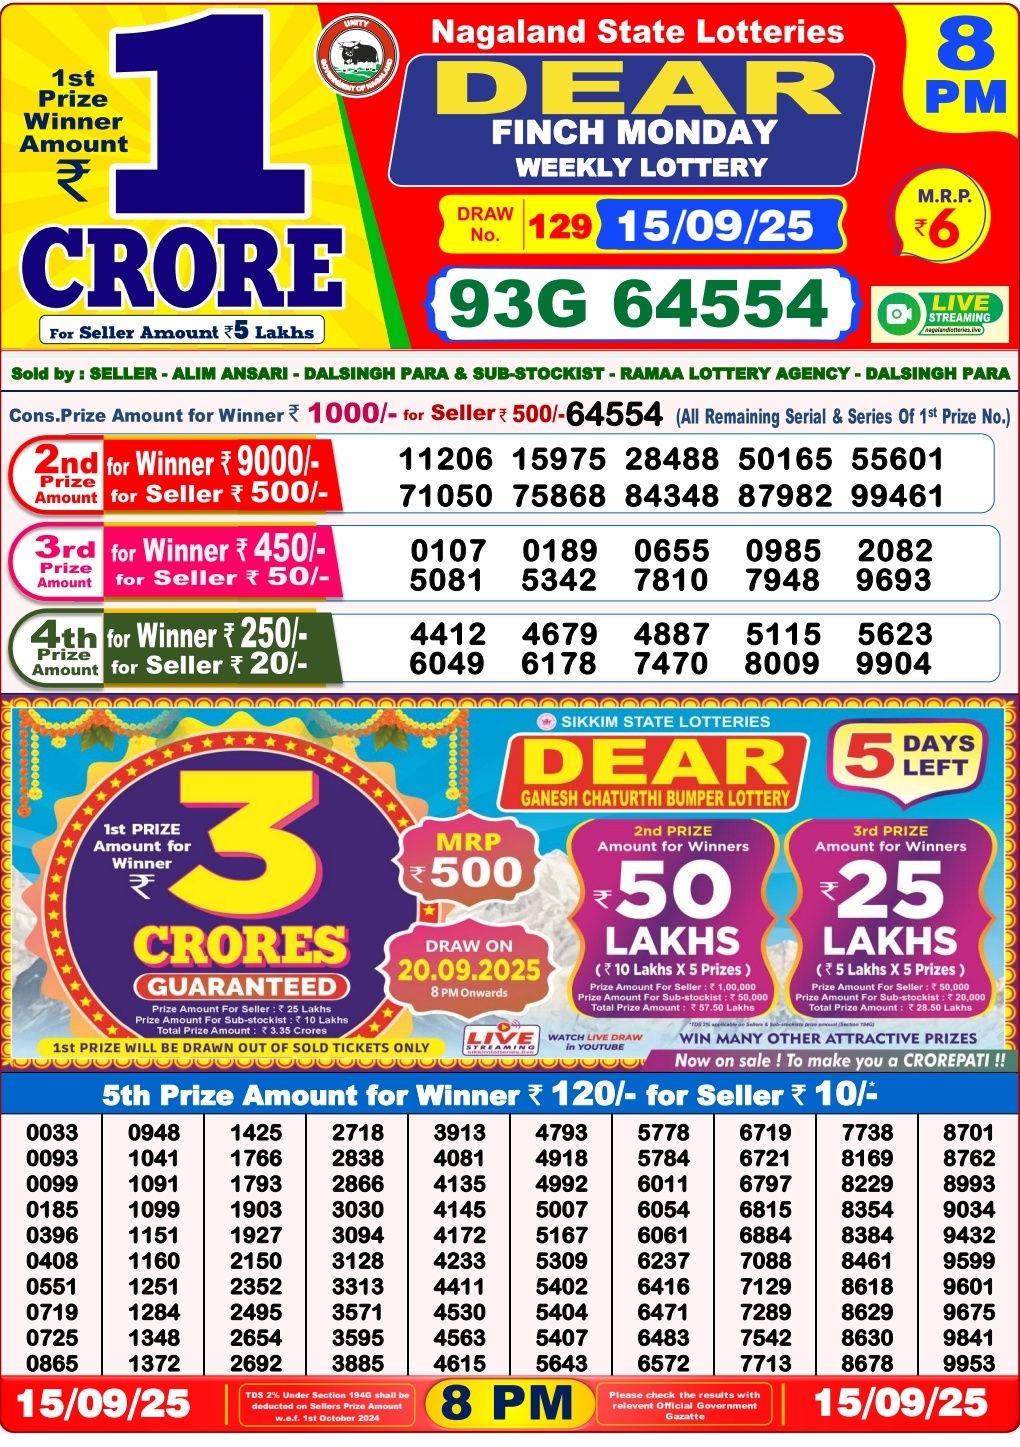 1st
Prize
Winner
Amount
₹
1
CRORE
For Seller Amount ₹5 Lakhs
UNITY
GOVERNMENT OF NAGALAND
Nagaland State Lotteries
DEAR
FINCH MONDAY
WEEKLY LOTTERY
8
PM
DRAW
No.
129
15/09/25
M.R.P.
₹6
93G 64554
LIVE
STREAMING
nagalandlotteries.live
Sold by : SELLER - ALIM ANSARI - DALSINGH PARA & SUB-STOCKIST - RAMAA LOTTERY AGENCY - DALSINGH PARA
Cons.Prize Amount for Winner ₹ 1000/- for Seller ₹ 500/- 64554 (All Remaining Serial & Series Of 1st Prize No.)
2nd
Prize
Amount
for Winner ₹ 9000/-
for Seller ₹ 500/-
11206 15975 28488 50165 55601
71050 75868 84348 87982 99461
3rd
Prize
Amount
for Winner ₹ 450/-
for Seller ₹ 50/-
0107 0189 0655 0985 2082
5081 5342 7810 7948 9693
4th
Prize
Amount
for Winner ₹ 250/-
for Seller ₹ 20/-
4412 4679 4887 5115 5623
6049 6178 7470 8009 9904
1st PRIZE
Amount for
Winner
₹
3
CRORES
GUARANTEED
Prize Amount For Seller : ₹ 25 Lakhs
Prize Amount For Sub-stockist : ₹ 10 Lakhs
Total Prize Amount : ₹ 3.35 Crores
1st PRIZE WILL BE DRAWN OUT OF SOLD TICKETS ONLY
MRP
₹500
DRAW ON
20.09.2025
8 PM Onwards
SIKKIM STATE LOTTERIES
DEAR
GANESH CHATURTHI BUMPER LOTTERY
5 DAYS
LEFT
2nd PRIZE
Amount for Winners
₹50
LAKHS
( ₹ 10 Lakhs X 5 Prizes )
Prize Amount For Seller : ₹ 1,00,000
Prize Amount For Sub-stockist : ₹ 50,000
Total Prize Amount : ₹ 57.50 Lakhs
3rd PRIZE
Amount for Winners
₹25
LAKHS
( ₹ 5 Lakhs X 5 Prizes )
Prize Amount For Seller : ₹ 50,000
Prize Amount For Sub-stockist : ₹ 20,000
Total Prize Amount : ₹ 28.50 Lakhs
*TDS 2% applicable on Sellers & Sub-stockists prize amount (Section 194G)
LIVE
STREAMING
sikkimlotteries.live
WATCH LIVE DRAW
in YOUTUBE
WIN MANY OTHER ATTRACTIVE PRIZES
Now on sale ! To make you a CROREPATI !!
5th Prize Amount for Winner ₹ 120/- for Seller ₹ 10/-*
0033 0948 1425 2718 3913 4793 5778 6719 7738 8701
0093 1041 1766 2838 4081 4918 5784 6721 8169 8762
0099 1091 1793 2866 4135 4992 6011 6797 8229 8993
0185 1099 1903 3030 4145 5007 6054 6815 8354 9034
0396 1151 1927 3094 4172 5167 6061 6884 8384 9432
0408 1160 2150 3128 4233 5309 6237 7088 8461 9599
0551 1251 2352 3313 4411 5402 6416 7129 8618 9601
0719 1284 2495 3571 4530 5404 6471 7289 8629 9675
0725 1348 2654 3595 4563 5407 6483 7542 8630 9841
0865 1372 2692 3885 4615 5643 6572 7713 8678 9953
15/09/25
TDS 2% Under Section 194G shall be
deducted on Sellers Prize Amount
w.e.f. 1st October 2024
8 PM
Please check the results with
relevent Official Government
Gazatte
15/09/25